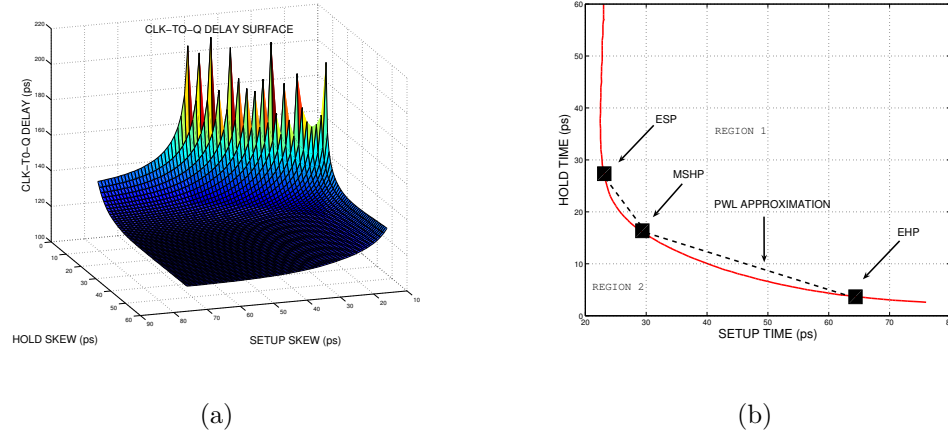 CLK-TO-Q DELAY SURFACE
CLK-TO-Q DELAY (ps)
220
200
180
160
140
120
100
0
10
20
30
40
50
60
90
80
70
60
50
40
30
20
10
HOLD SKEW (ps)
SETUP SKEW (ps)
(a)
HOLD TIME (ps)
60
50
40
30
20
10
0
ESP
REGION 1
MSHP
PWL APPROXIMATION
EHP
REGION 2
20
30
40
50
60
70
80
SETUP TIME (ps)
(b)